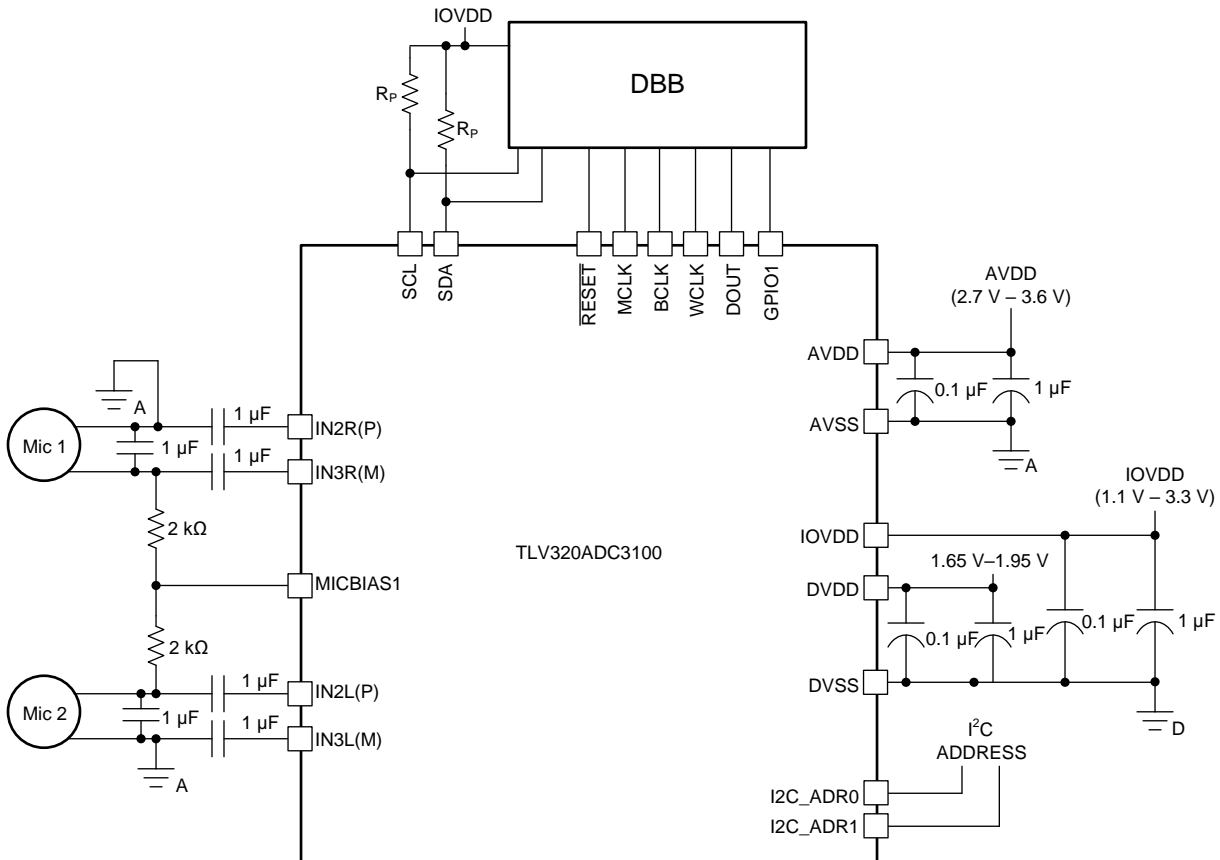 IOVDD
DBB
RP
RP
SCL
SDA
RESET
MCLK
BCLK
WCLK
DOUT
GPIO1
AVDD
(2.7 V – 3.6 V)
AVDD
0.1 µF
1 µF
AVSS
A
A
1 µF
IN2R(P)
Mic 1
1 µF
1 µF
IN3R(M)
2 kΩ
TLV320ADC3100
MICBIAS1
IOVDD
(1.1 V – 3.3 V)
IOVDD
1.65 V–1.95 V
DVDD
0.1 µF
1 µF
0.1 µF
1 µF
DVSS
D
2 kΩ
1 µF
IN2L(P)
Mic 2
1 µF
1 µF
IN3L(M)
A
I²C
ADDRESS
I2C_ADR0
I2C_ADR1